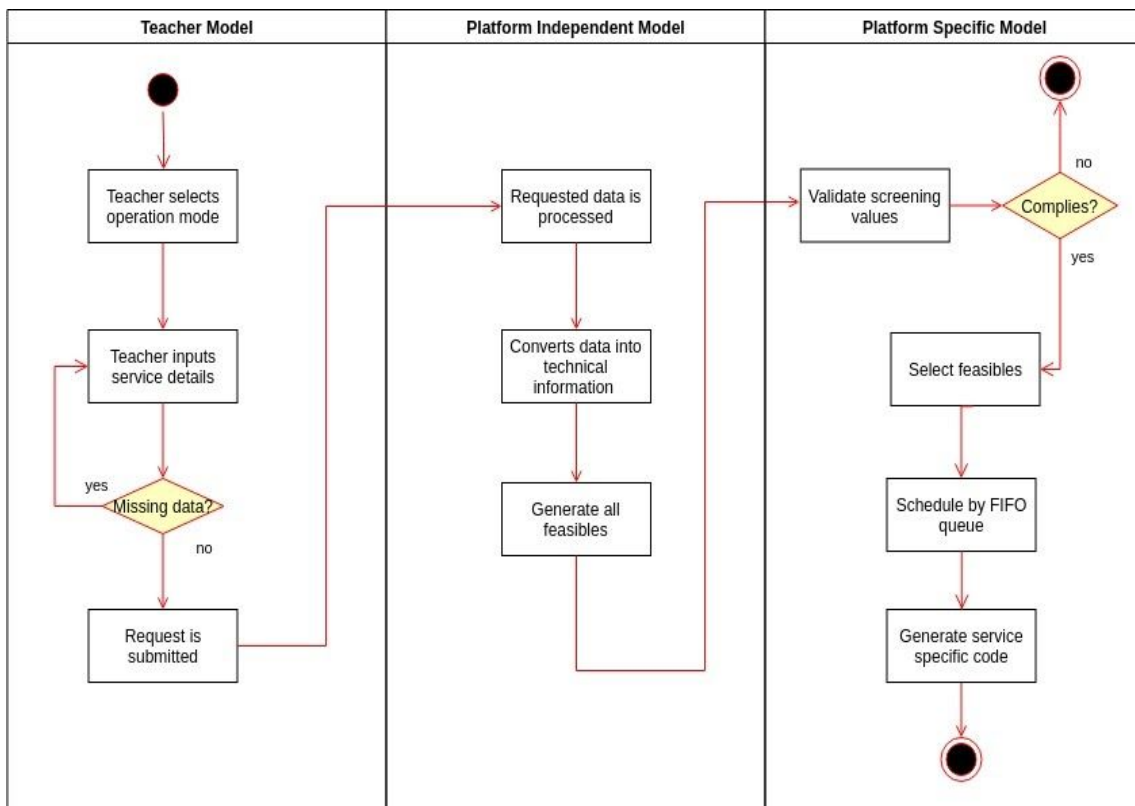 Teacher Model
Platform Independent Model
Platform Specific Model
Teacher selects
operation mode
Teacher inputs
service details
yes
Missing data?
no
Request is
submitted
Requested data is
processed
Converts data into
technical
information
Generate all
feasibles
Validate screening
values
no
Complies?
yes
Select feasibles
Schedule by FIFO
queue
Generate service
specific code